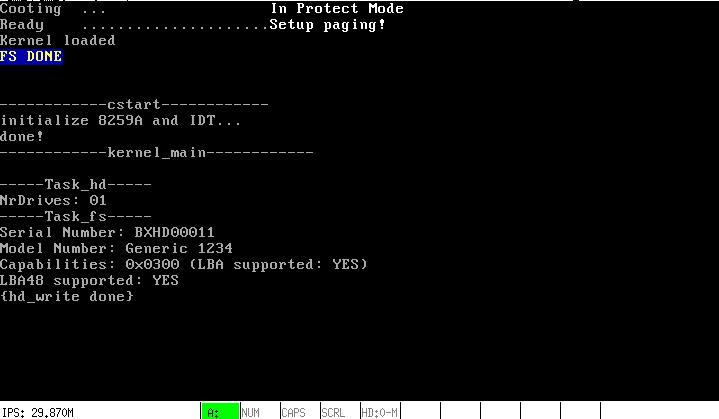 Cooting  ...                  In Protect Mode
Ready    .....................Setup paging!
Kernel loaded
FS DONE
------------cstart------------
initialize 8259A and IDT...
done!
------------kernel_main------------
-----Task_hd-----
NrDrives: 01
-----Task_fs-----
Serial Number: BXHD00011
Model Number: Generic 1234
Capabilities: 0x0300 (LBA supported: YES)
LBA48 supported: YES
{hd_write done}
IPS: 29.870M A: NUM CAPS SCRL HD:0-M